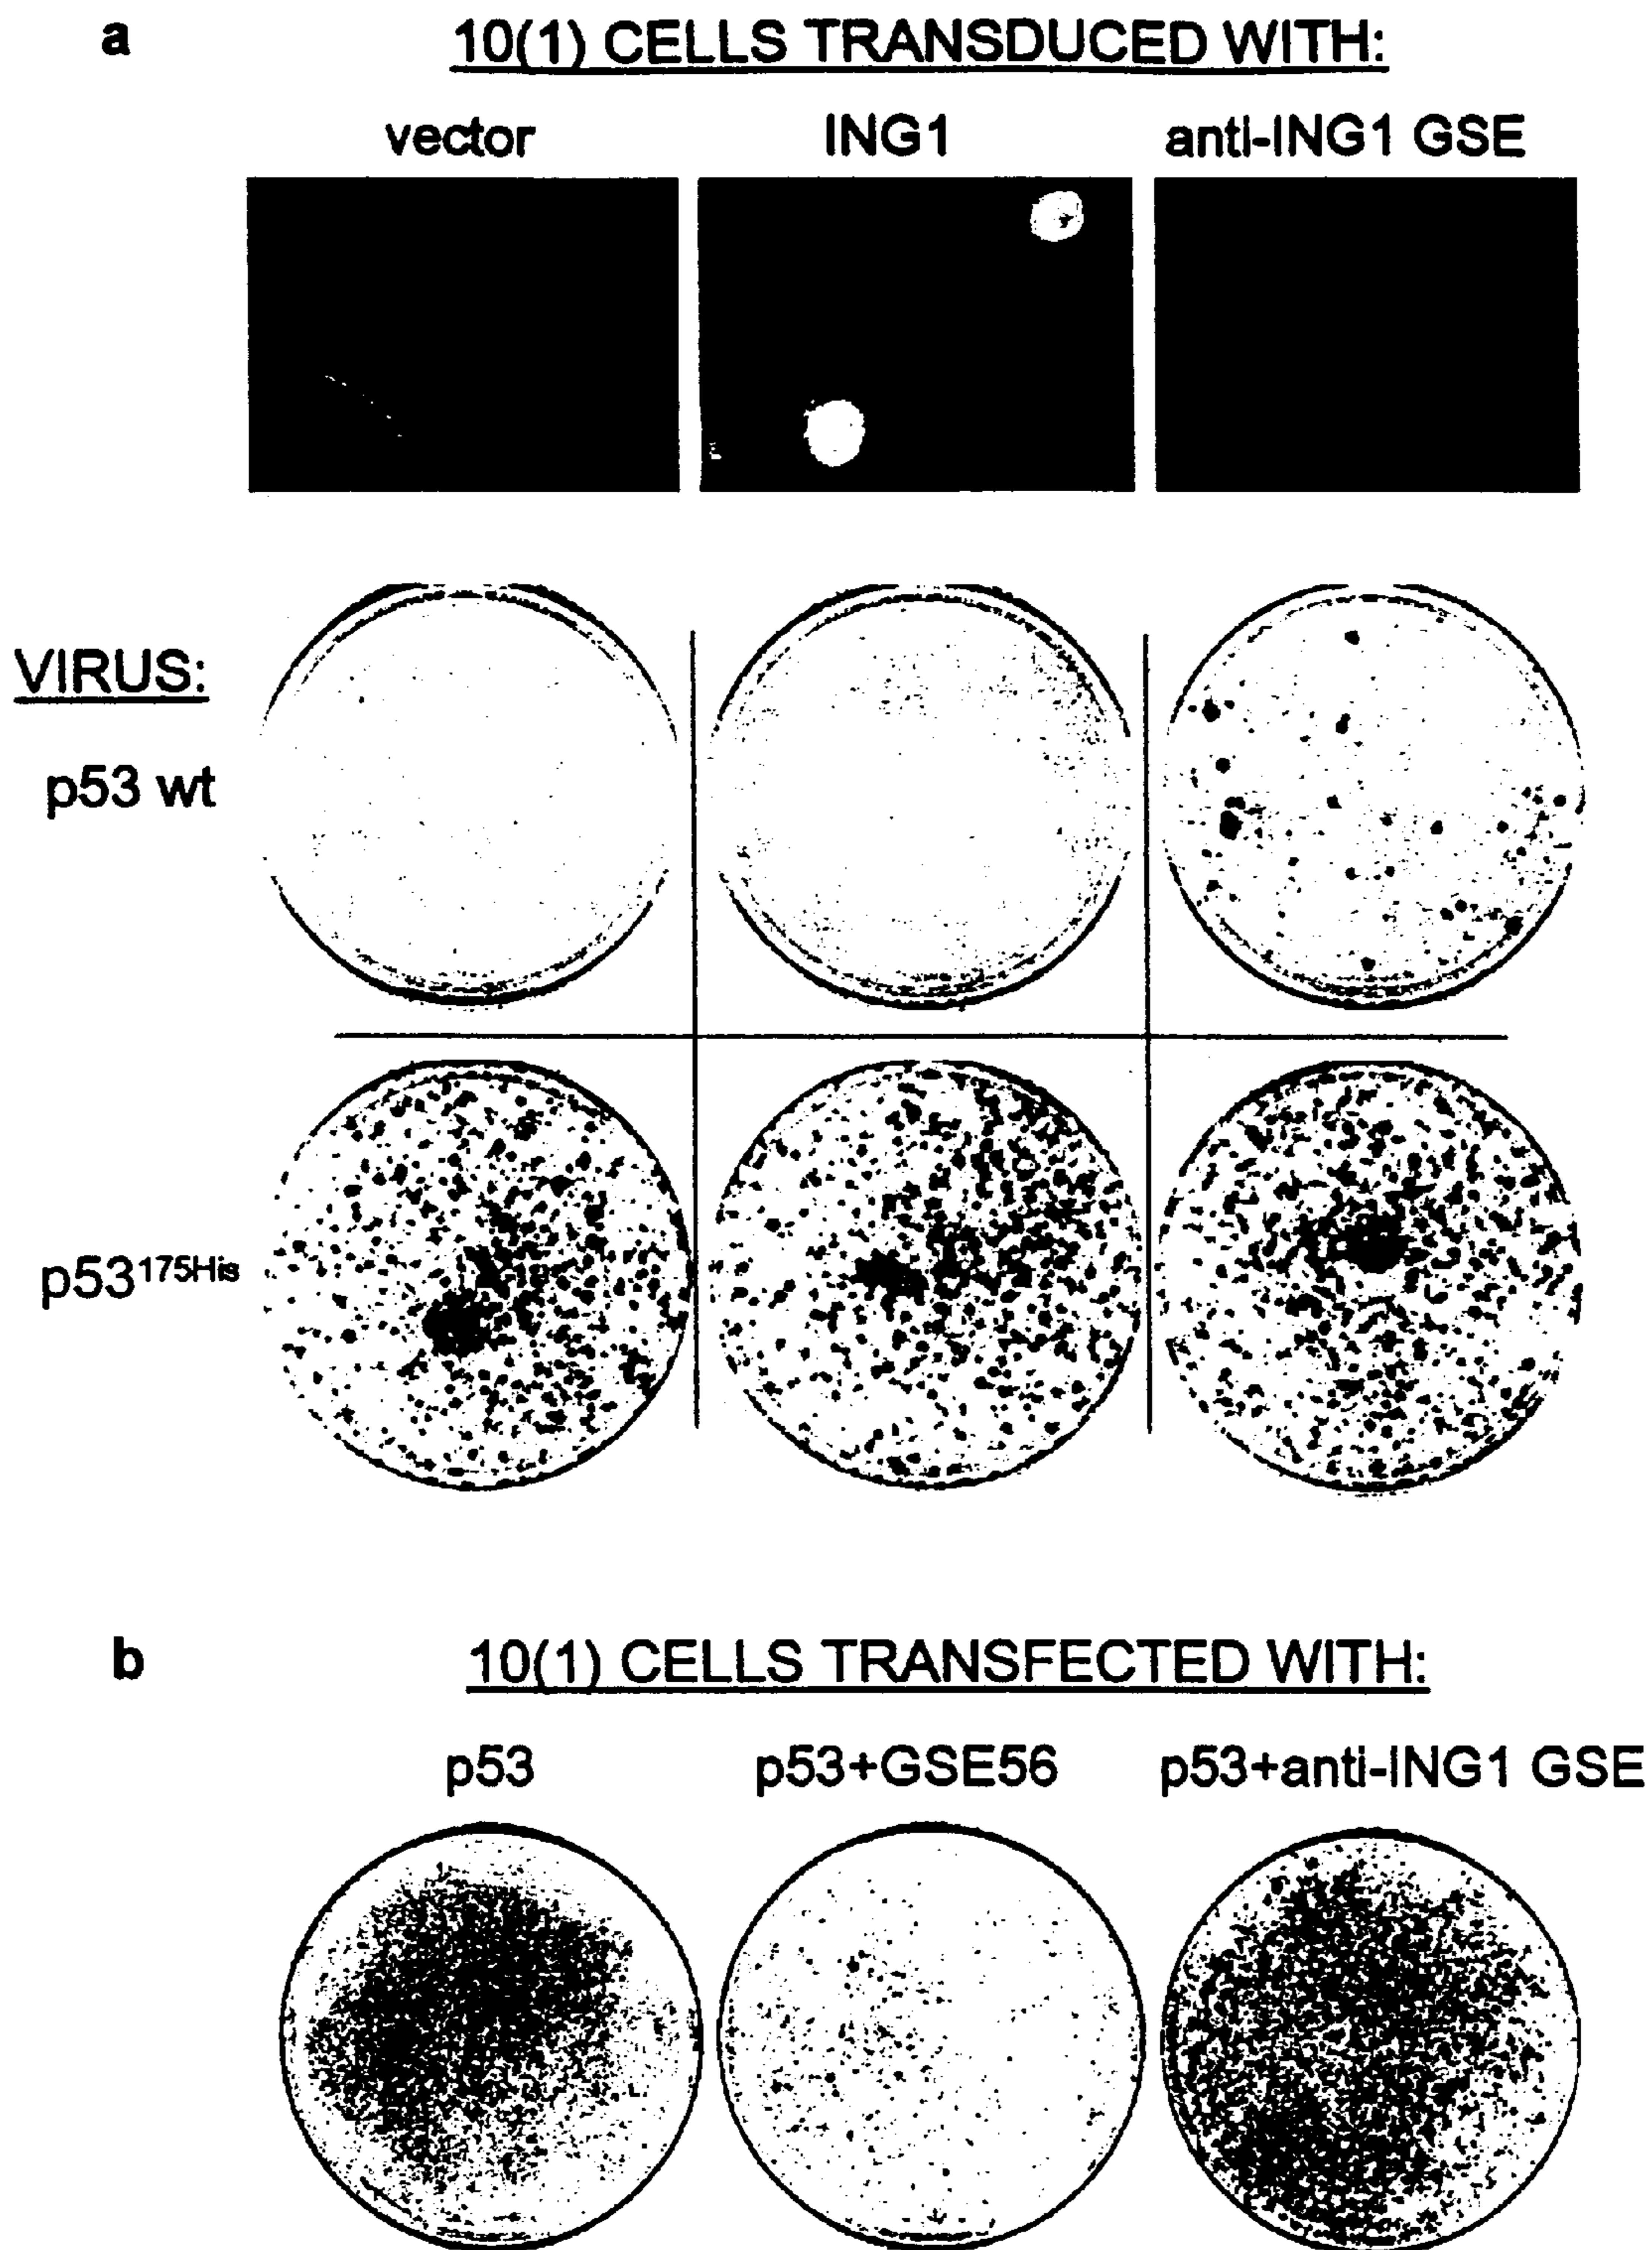 a
10(1) CELLS TRANSDUCED WITH:
vector ING1 anti-ING1 GSE
VIRUS:
p53 wt
p53175His
b
10(1) CELLS TRANSFECTED WITH:
p53 p53+GSE56 p53+anti-ING1 GSE